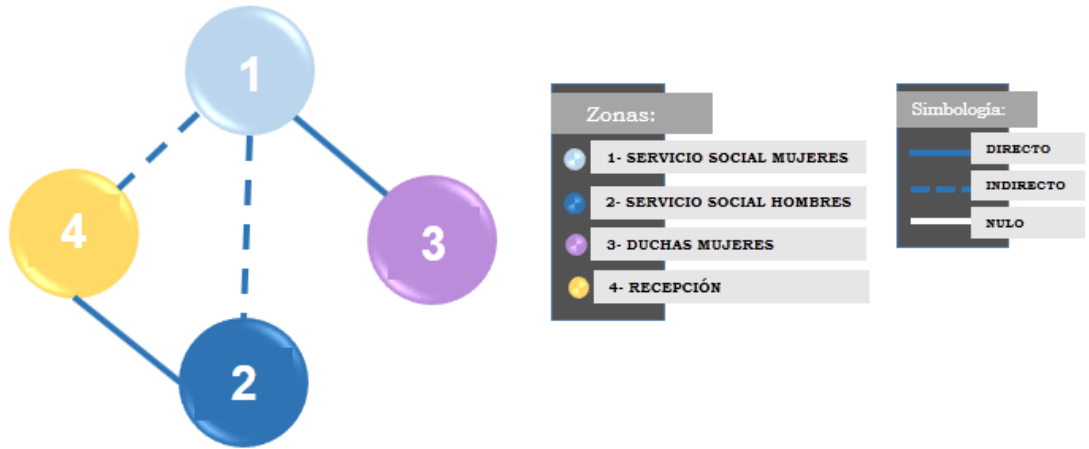 1
4
3
2
Zonas:
1- SERVICIO SOCIAL MUJERES
2- SERVICIO SOCIAL HOMBRES
3- DUCHAS MUJERES
4- RECEPCIÓN
Simbología:
DIRECTO
INDIRECTO
NULO